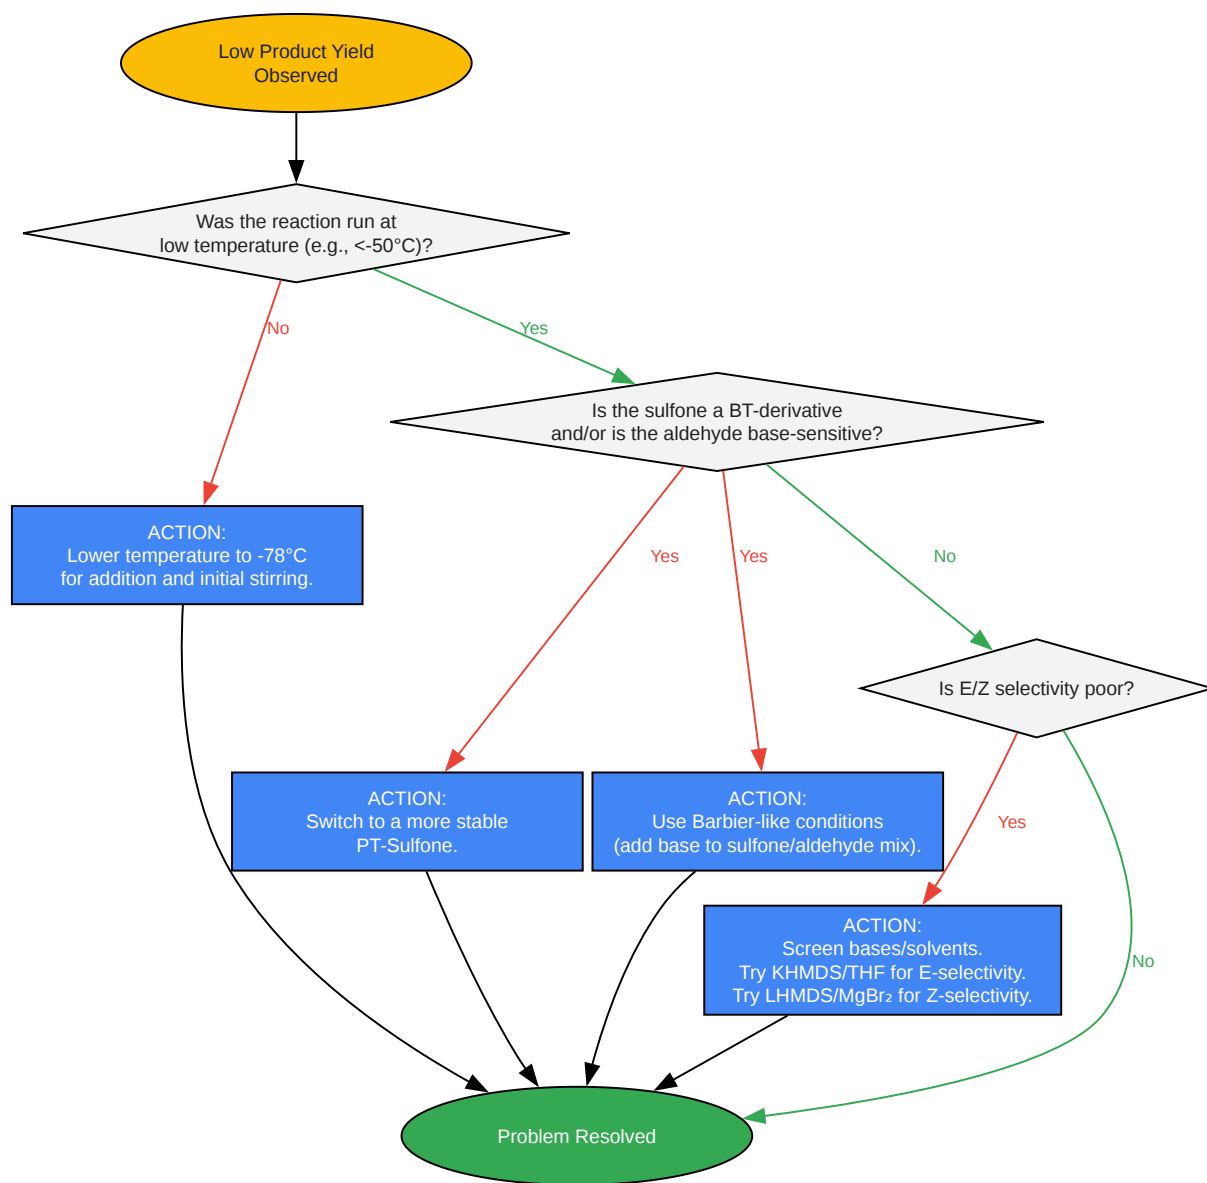 Low Product Yield
Observed
Was the reaction run at
low temperature (e.g., <-50°C)?
No
Yes
Is the sulfone a BT-derivative
and/or is the aldehyde base-sensitive?
ACTION:
Lower temperature to -78°C
for addition and initial stirring.
Yes
Yes
No
Is E/Z selectivity poor?
ACTION:
Switch to a more stable
PT-Sulfone.
ACTION:
Use Barbier-like conditions
(add base to sulfone/aldehyde mix).
Yes
ACTION:
Screen bases/solvents.
Try KHMDS/THF for E-selectivity.
Try LHMDS/MgBr₂ for Z-selectivity.
No
Problem Resolved